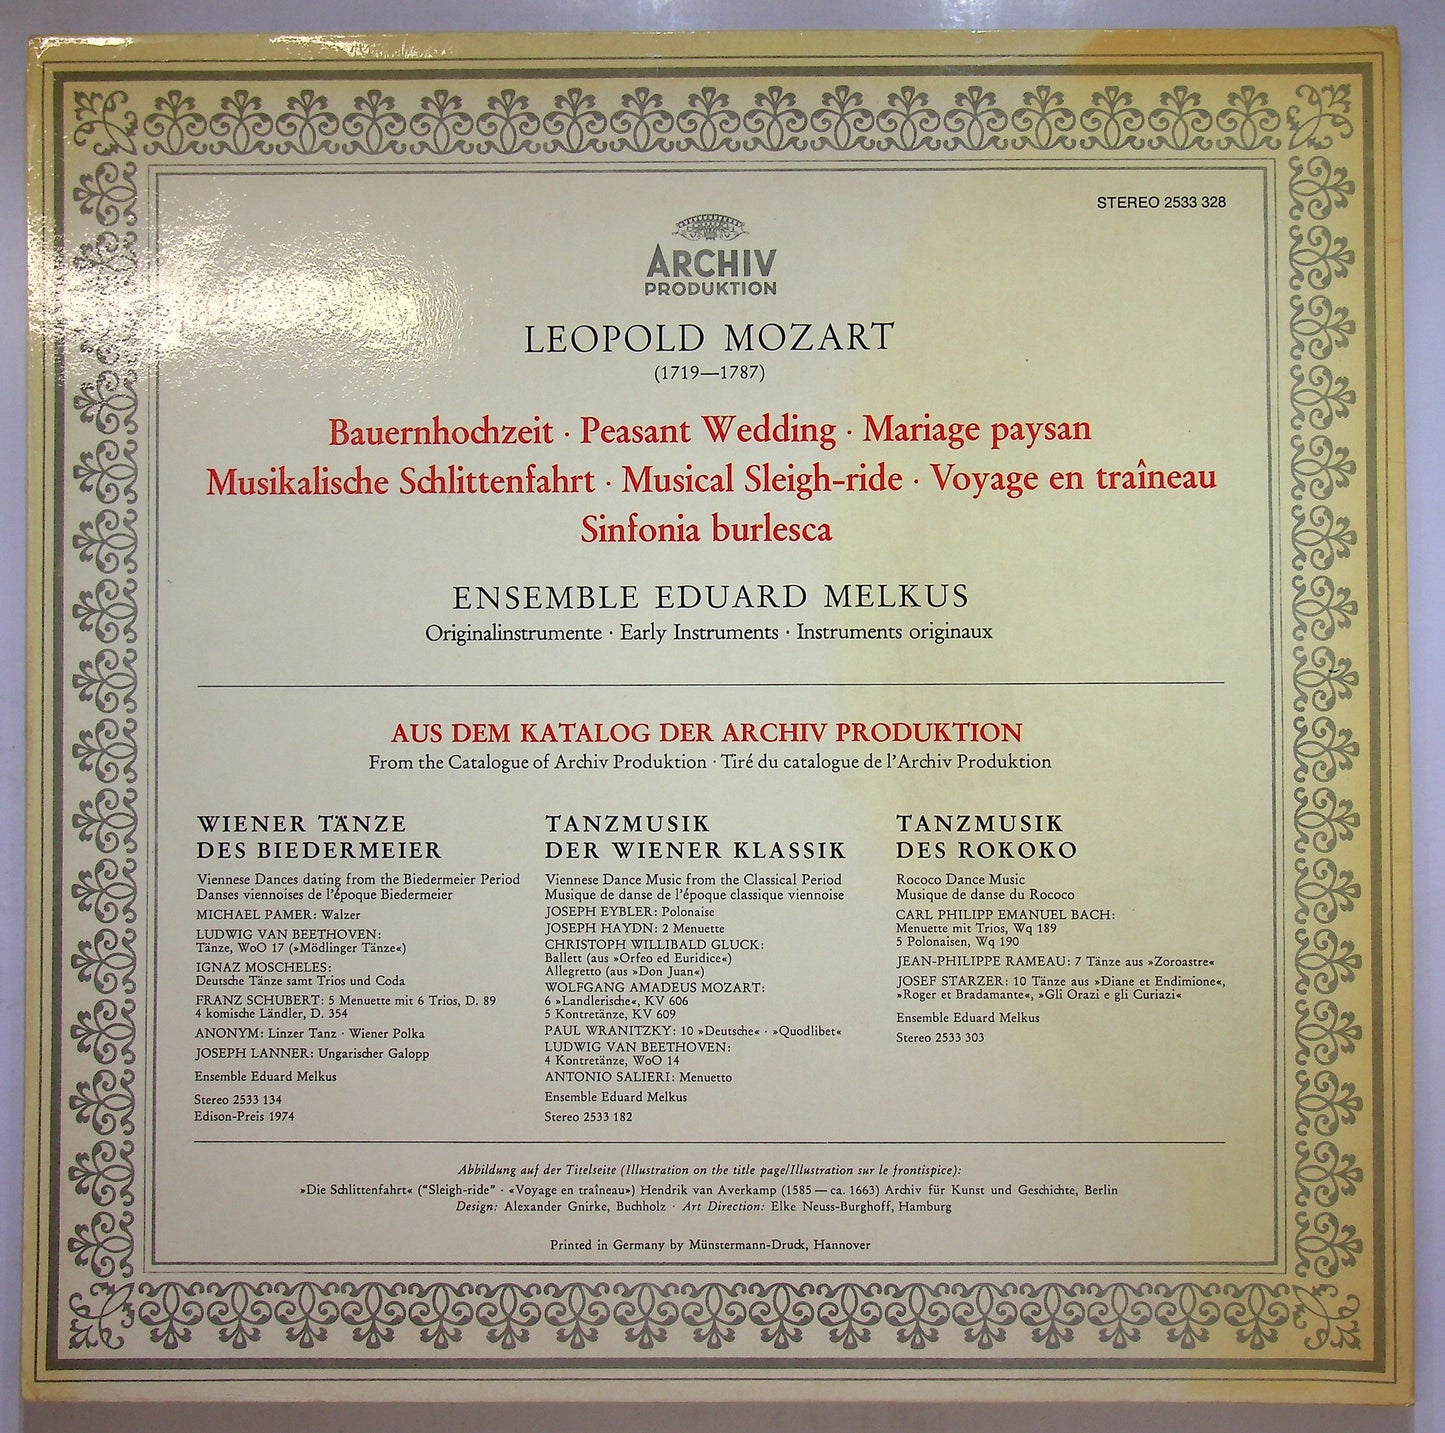 STEREO 2533 328
ARCHIV
PRODUKTION
LEOPOLD MOZART
(1719—1787)
Bauernhochzeit · Peasant Wedding · Mariage paysan
Musikalische Schlittenfahrt · Musical Sleigh-ride · Voyage en traîneau
Sinfonia burlesca
ENSEMBLE EDUARD MELKUS
Originalinstrumente · Early Instruments · Instruments originaux
AUS DEM KATALOG DER ARCHIV PRODUKTION
From the Catalogue of Archiv Produktion · Tiré du catalogue de l'Archiv Produktion
WIENER TÄNZE
DES BIEDERMEIER
Viennese Dances dating from the Biedermeier Period
Danses viennoises de l'époque Biedermeier
MICHAEL PAMER: Walzer
LUDWIG VAN BEETHOVEN:
Tänze, WoO 17 (»Mödlinger Tänze«)
IGNAZ MOSCHELES:
Deutsche Tänze samt Trios und Coda
FRANZ SCHUBERT: 5 Menuette mit 6 Trios, D. 89
4 komische Ländler, D. 354
ANONYM: Linzer Tanz · Wiener Polka
JOSEPH LANNER: Ungarischer Galopp
Ensemble Eduard Melkus
Stereo 2533 134
Edison-Preis 1974
TANZMUSIK
DER WIENER KLASSIK
Viennese Dance Music from the Classical Period
Musique de danse de l'époque classique viennoise
JOSEPH EYBLER: Polonaise
JOSEPH HAYDN: 2 Menuette
CHRISTOPH WILLIBALD GLUCK:
Ballett (aus »Orfeo ed Euridice«)
Allegretto (aus »Don Juan«)
WOLFGANG AMADEUS MOZART:
6 »Landlerische«, KV 606
5 Kontretänze, KV 609
PAUL WRANITZKY: 10 »Deutsche« · »Quodlibet«
LUDWIG VAN BEETHOVEN:
4 Kontretänze, WoO 14
ANTONIO SALIERI: Menuetto
Ensemble Eduard Melkus
Stereo 2533 182
TANZMUSIK
DES ROKOKO
Rococo Dance Music
Musique de danse du Rococo
CARL PHILIPP EMANUEL BACH:
Menuette mit Trios, Wq 189
5 Polonaisen, Wq 190
JEAN-PHILIPPE RAMEAU: 7 Tänze aus »Zoroastre«
JOSEF STARZER: 10 Tänze aus »Diane et Endimione«,
»Roger et Bradamante«, »Gli Orazi e gli Curiazi«
Ensemble Eduard Melkus
Stereo 2533 303
Abbildung auf der Titelseite (Illustration on the title page/Illustration sur le frontispice):
»Die Schlittenfahrt« (“Sleigh-ride” · «Voyage en traîneau») Hendrik van Averkamp (1585 — ca. 1663) Archiv für Kunst und Geschichte, Berlin
Design: Alexander Gnirke, Buchholz · Art Direction: Elke Neuss-Burghoff, Hamburg
Printed in Germany by Münstermann-Druck, Hannover